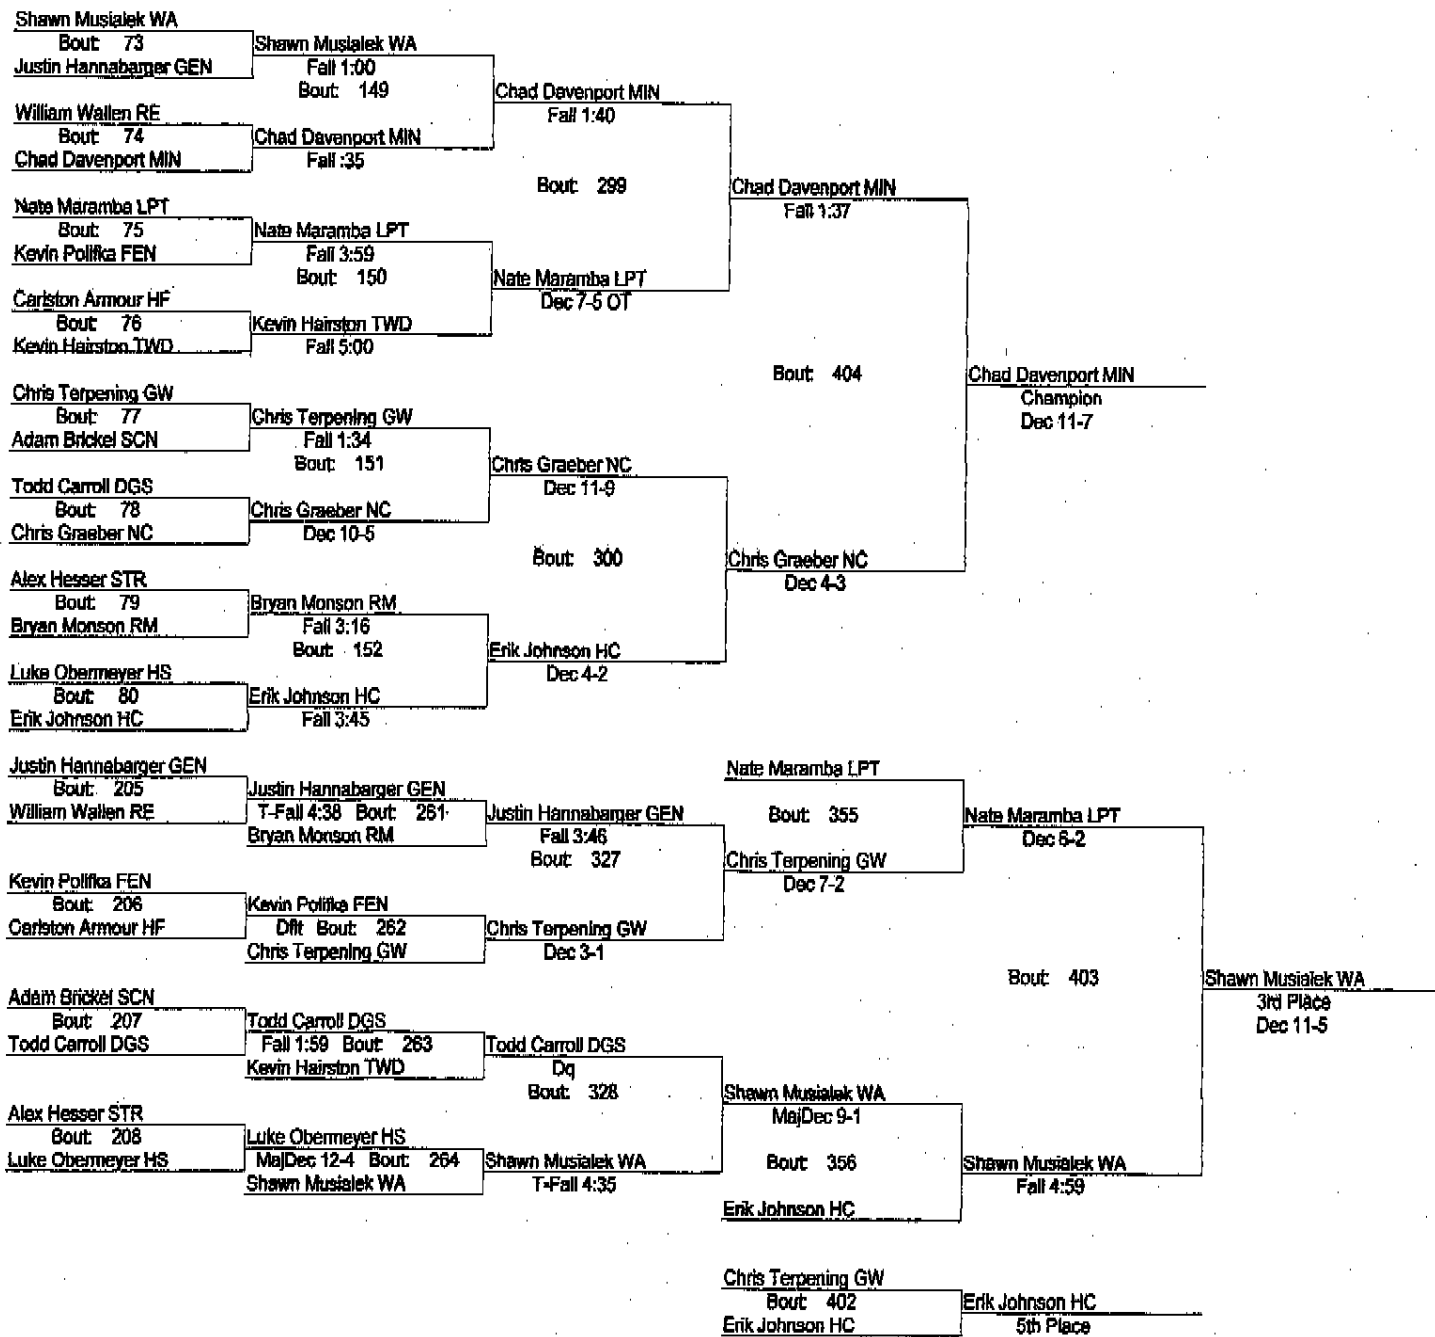 Shawn Musialek WA
Bout: 73
Justin Hannabarger GEN
Shawn Musialek WA
Fall 1:00
Bout: 149
William Wallen RE
Bout: 74
Chad Davenport MIN
Chad Davenport MIN
Fall :35
Chad Davenport MIN
Fall 1:40
Bout: 299
Nate Maramba LPT
Bout: 75
Kevin Polifka FEN
Nate Maramba LPT
Fall 3:59
Bout: 150
Carlston Armour HF
Bout: 76
Kevin Hairston TWD
Kevin Hairston TWD
Fall 5:00
Nate Maramba LPT
Dec 7-5 OT
Chad Davenport MIN
Fall 1:37
Bout: 404
Chad Davenport MIN
Champion
Dec 11-7
Chris Terpening GW
Bout: 77
Adam Brickel SCN
Chris Terpening GW
Fall 1:34
Bout: 151
Todd Carroll DGS
Bout: 78
Chris Graeber NC
Chris Graeber NC
Dec 10-5
Chris Graeber NC
Dec 11-9
Bout: 300
Alex Hesser STR
Bout: 79
Bryan Monson RM
Bryan Monson RM
Fall 3:16
Bout: 152
Luke Obermeyer HS
Bout: 80
Erik Johnson HC
Erik Johnson HC
Fall 3:45
Erik Johnson HC
Dec 4-2
Chris Graeber NC
Dec 4-3
Justin Hannabarger GEN
Bout: 205
William Wallen RE
Justin Hannabarger GEN
T-Fall 4:38 Bout: 261
Bryan Monson RM
Justin Hannabarger GEN
Fall 3:46
Bout: 327
Kevin Polifka FEN
Bout: 206
Carlston Armour HF
Kevin Polifka FEN
Dflt Bout: 262
Chris Terpening GW
Chris Terpening GW
Dec 3-1
Nate Maramba LPT
Bout: 355
Chris Terpening GW
Dec 7-2
Nate Maramba LPT
Dec 6-2
Bout: 403
Shawn Musialek WA
3rd Place
Dec 11-5
Adam Brickel SCN
Bout: 207
Todd Carroll DGS
Todd Carroll DGS
Fall 1:59 Bout: 263
Kevin Hairston TWD
Todd Carroll DGS
Dq
Bout: 328
Alex Hesser STR
Bout: 208
Luke Obermeyer HS
Luke Obermeyer HS
MajDec 12-4 Bout: 264
Shawn Musialek WA
Shawn Musialek WA
T-Fall 4:35
Shawn Musialek WA
MajDec 9-1
Bout: 356
Erik Johnson HC
Shawn Musialek WA
Fall 4:59
Chris Terpening GW
Bout: 402
Erik Johnson HC
Erik Johnson HC
5th Place